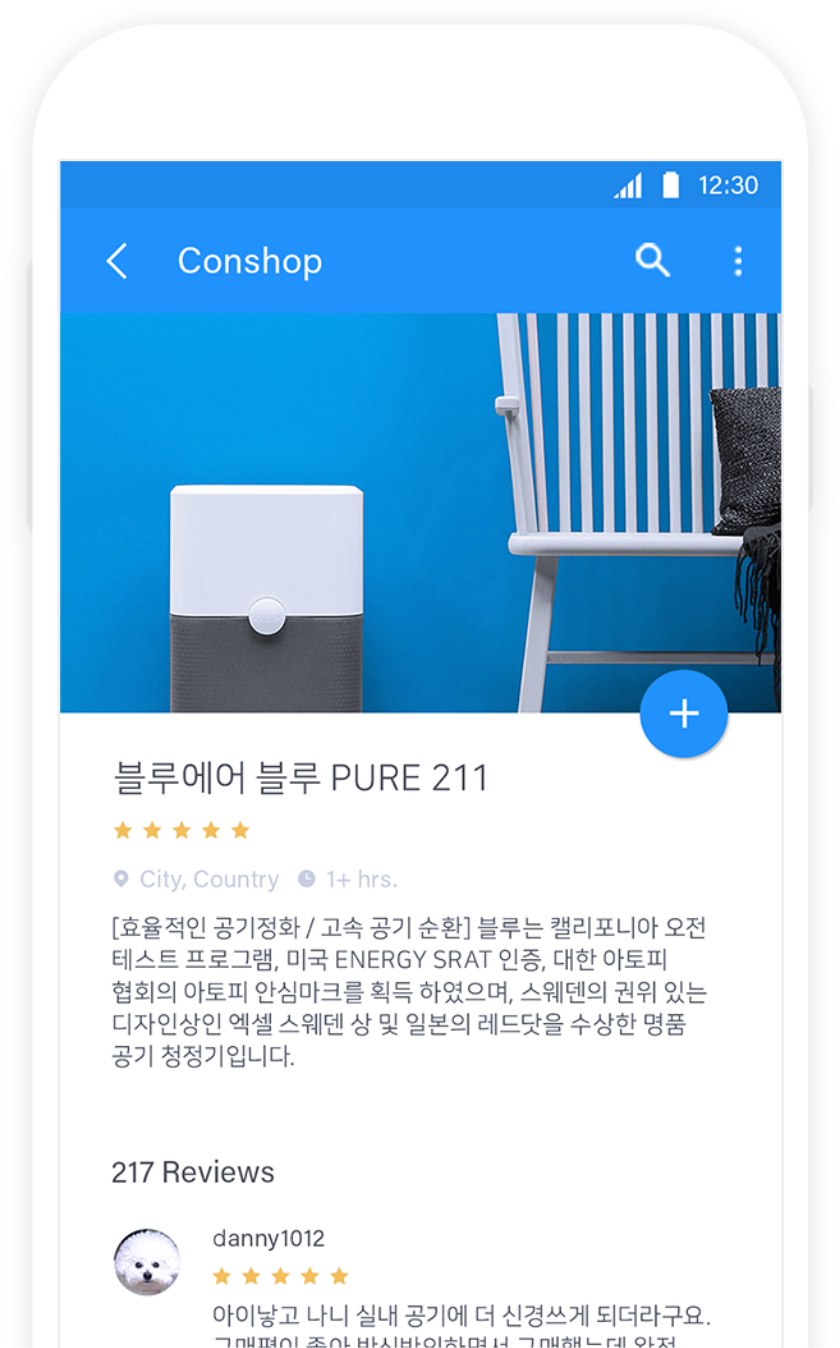 12:30
Conshop
블루에어 블루 PURE 211
City, Country 1+ hrs.
[효율적인 공기정화 / 고속 공기 순환] 블루는 캘리포니아 오전
테스트 프로그램, 미국 ENERGY SRAT 인증, 대한 아토피
협회의 아토피 안심마크를 획득 하였으며, 스웨덴의 권위 있는
디자인상인 엑셀 스웨덴 상 및 일본의 레드닷을 수상한 명품
공기 청정기입니다.
217 Reviews
danny1012
아이낳고 나니 실내 공기에 더 신경쓰게 되더라구요.